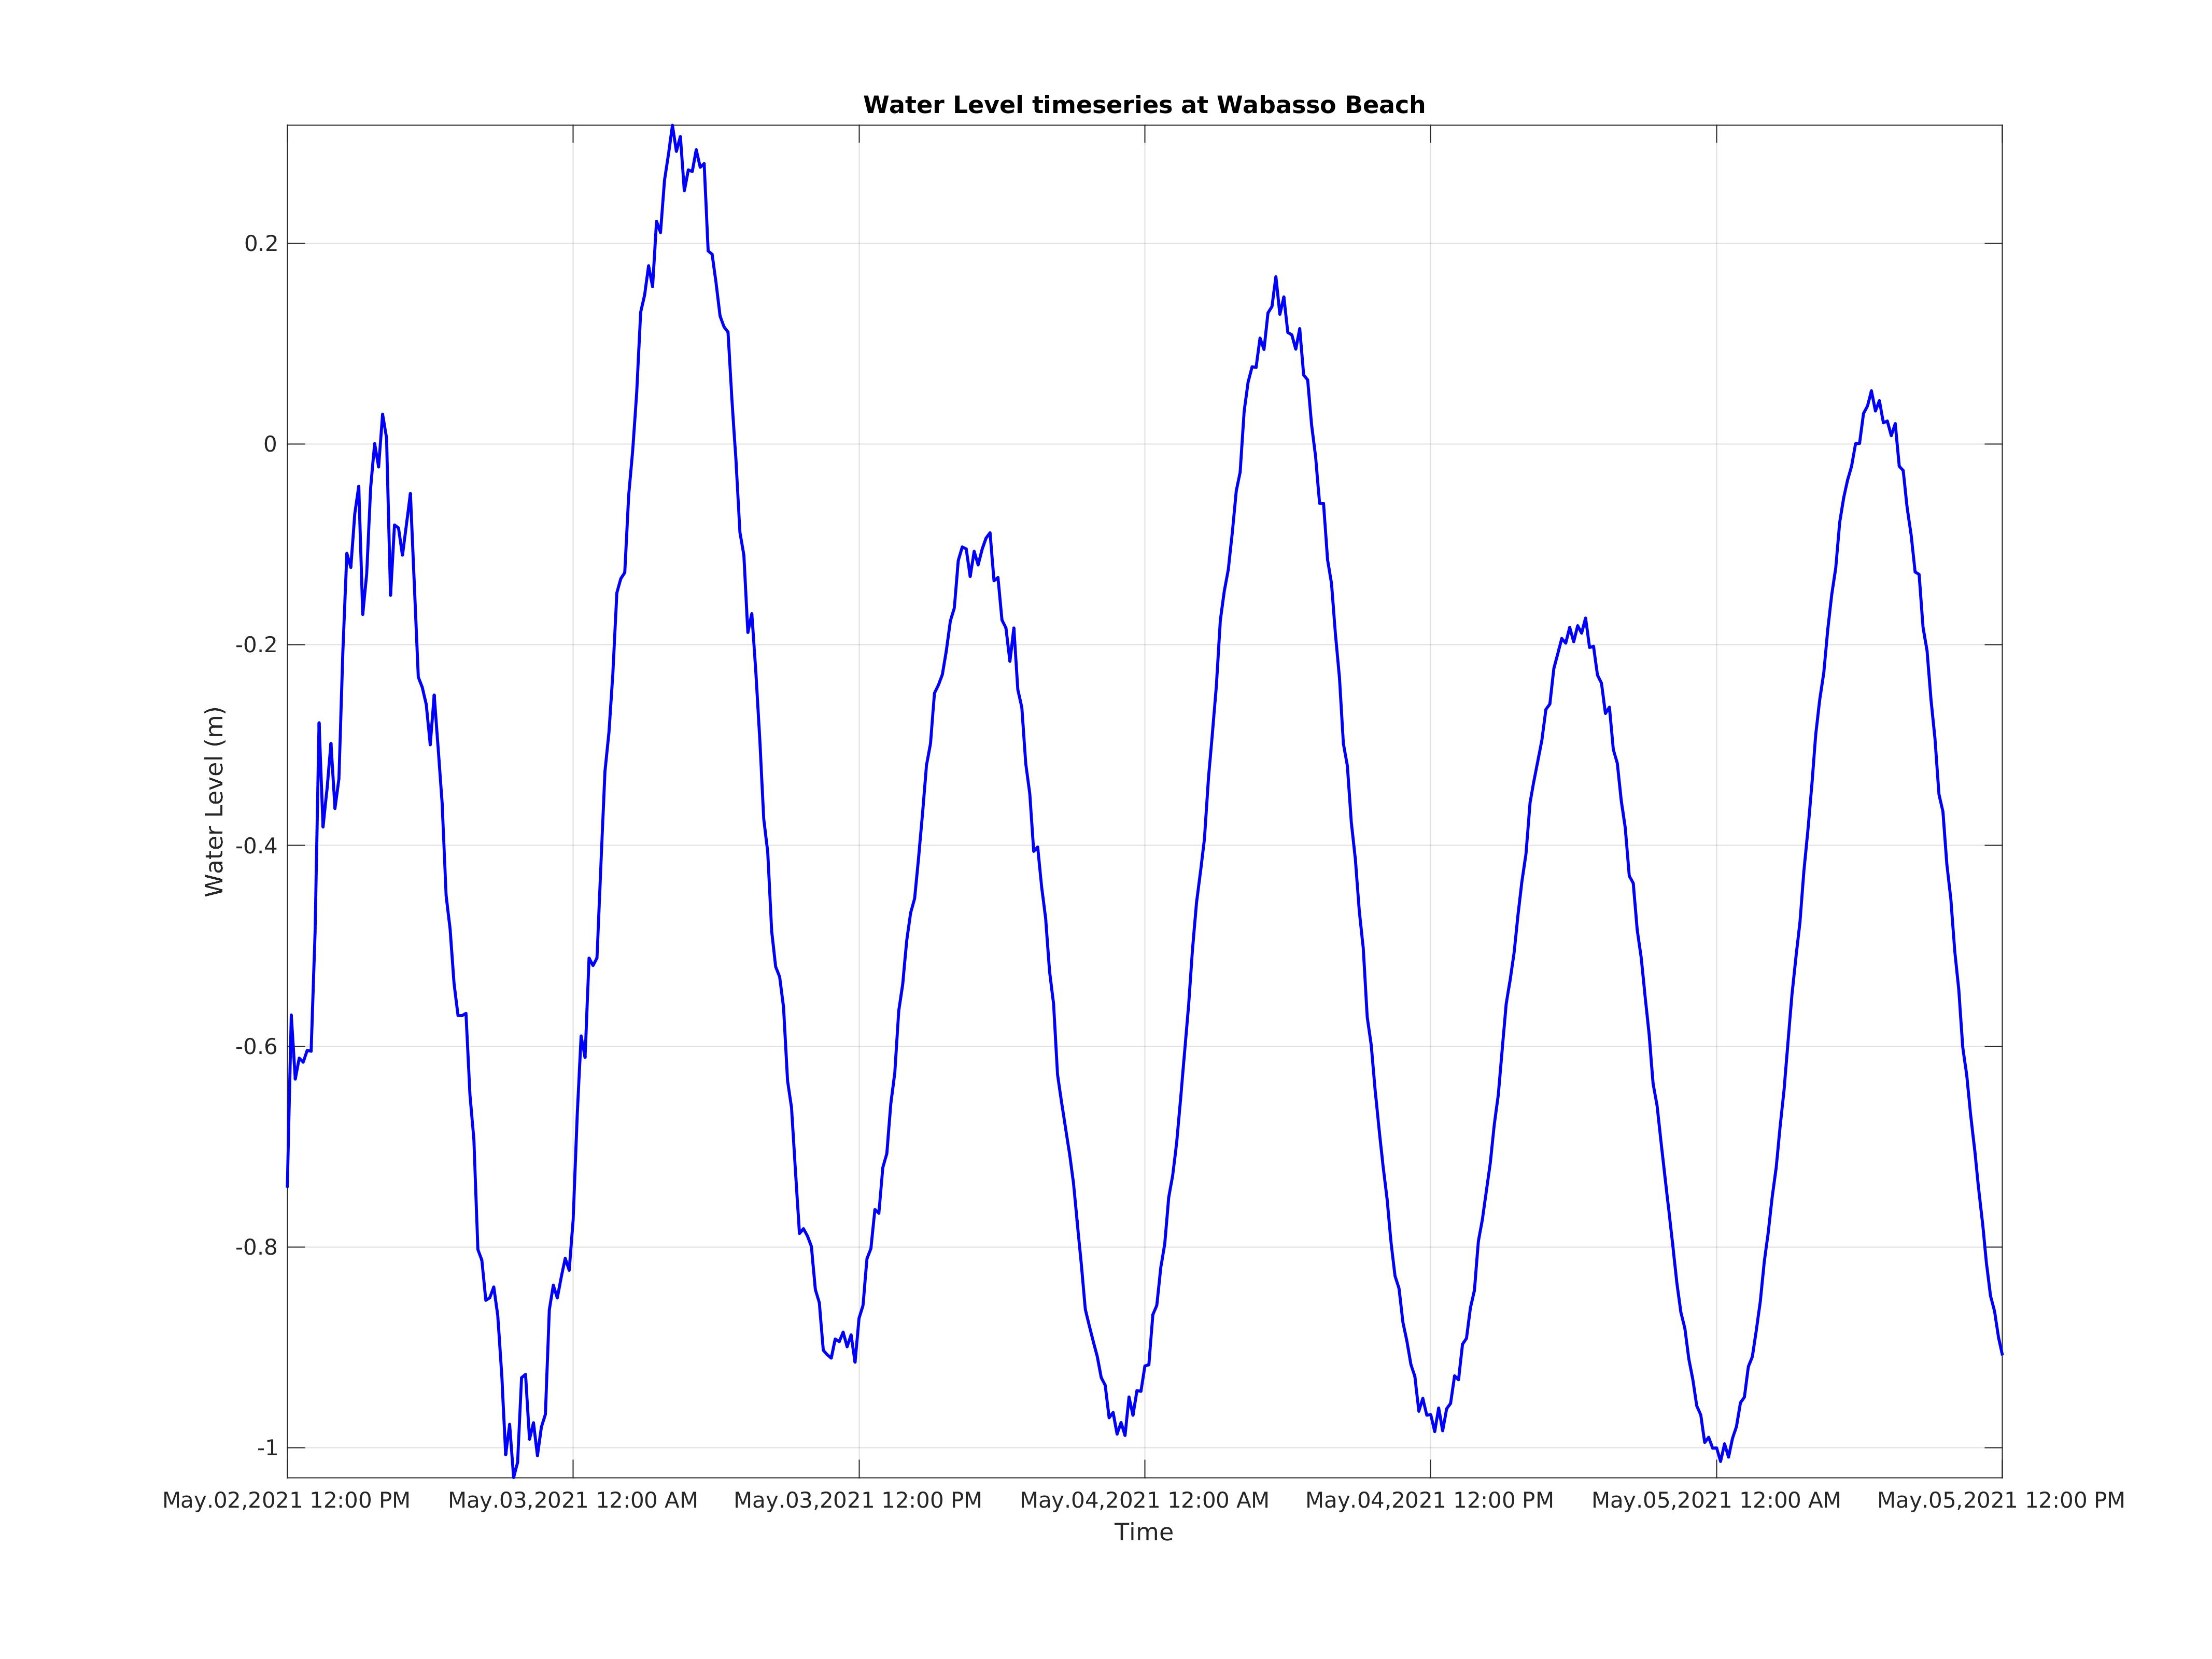 Water Level timeseries at Wabasso Beach
0.2
0
-0.2
-0.4
-0.6
-0.8
-1
Water Level (m)
May.02,2021 12:00 PM May.03,2021 12:00 AM May.03,2021 12:00 PM May.04,2021 12:00 AM May.04,2021 12:00 PM May.05,2021 12:00 AM May.05,2021 12:00 PM
Time